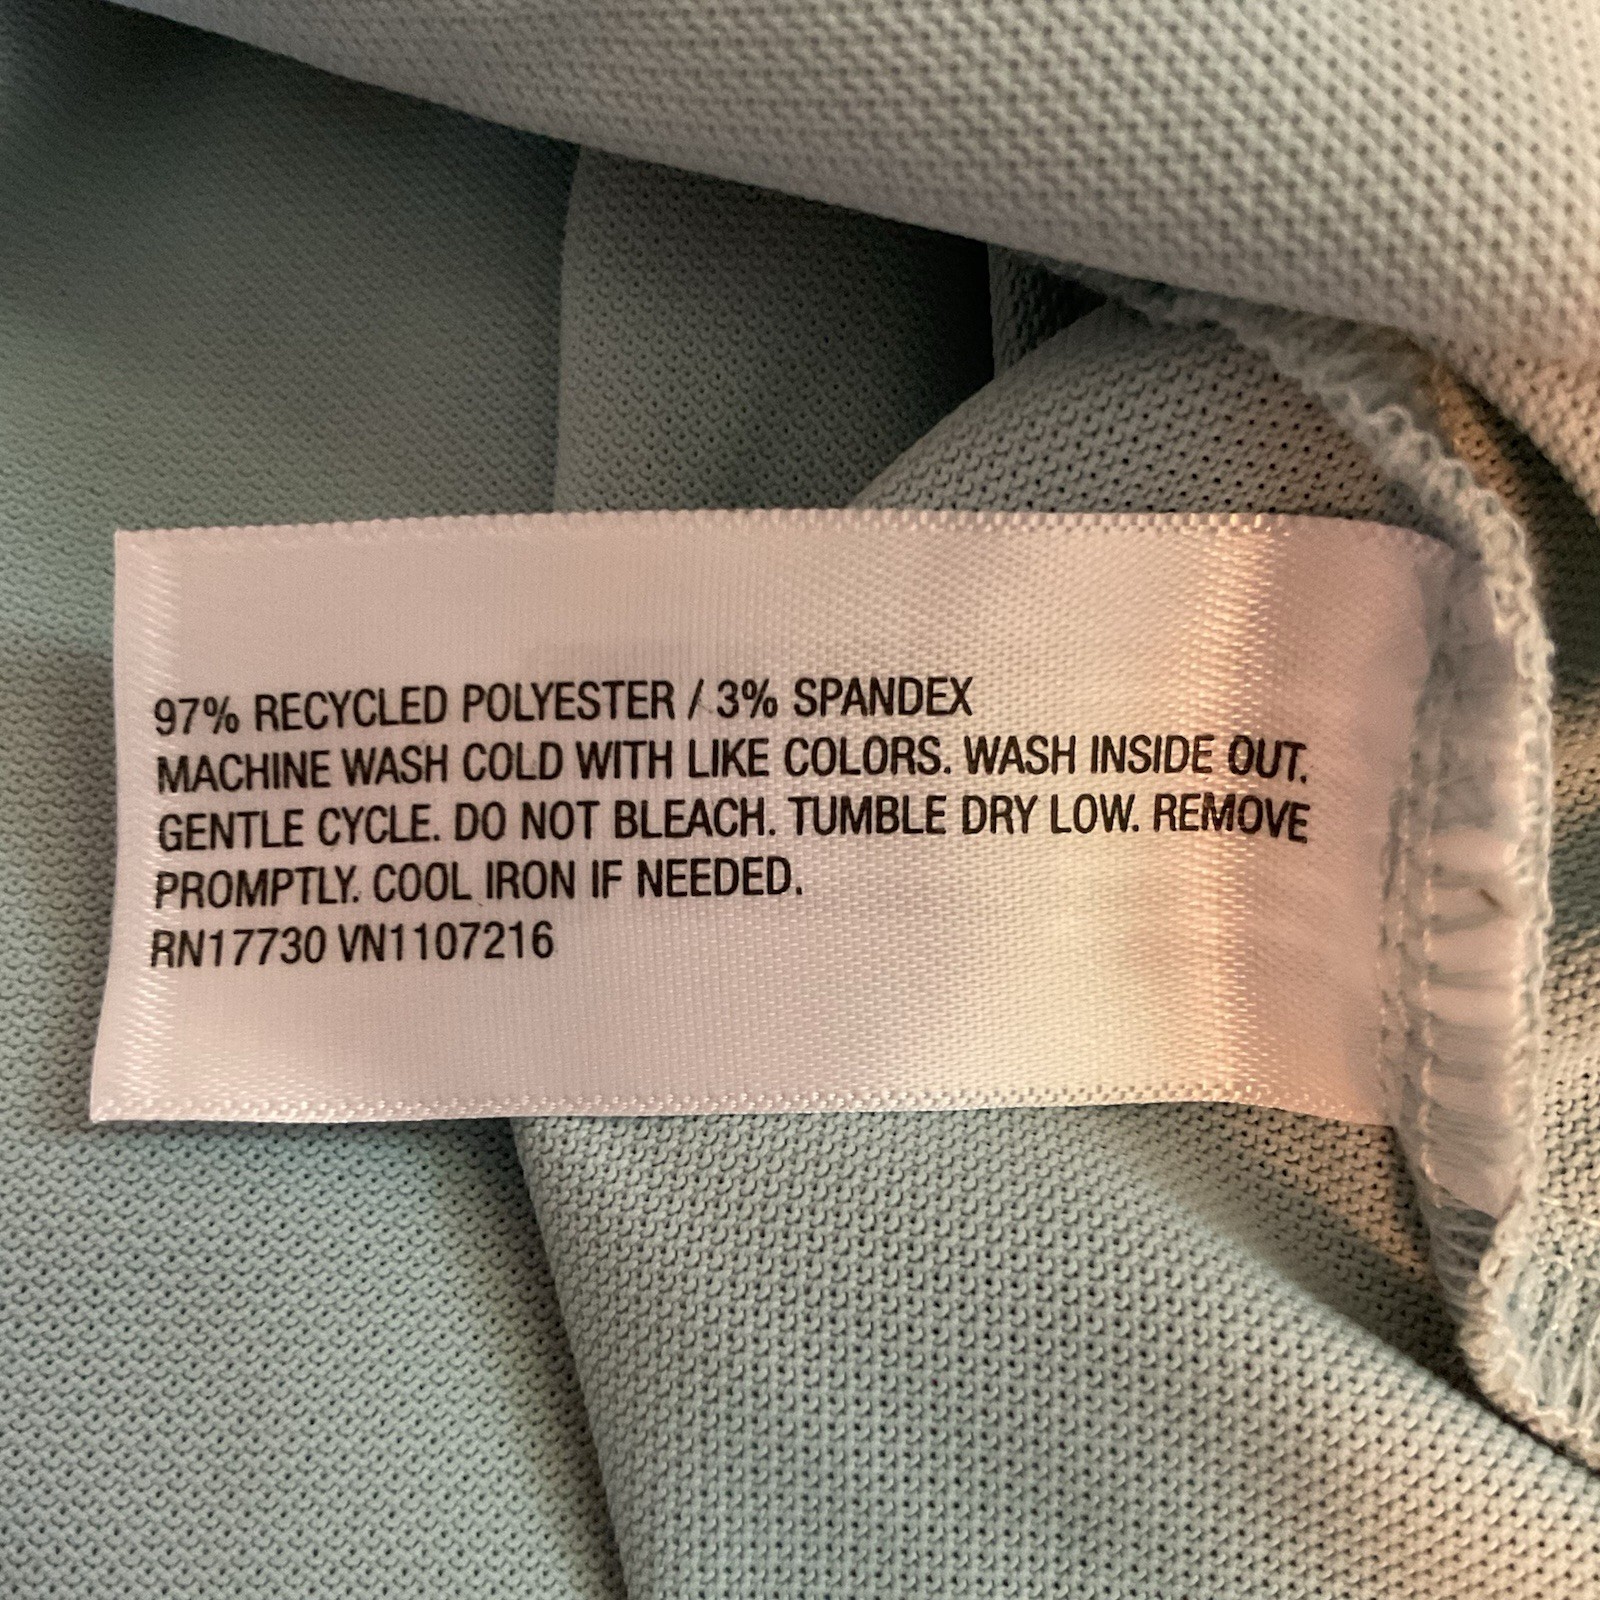 97% RECYCLED POLYESTER / 3% SPANDEX
MACHINE WASH COLD WITH LIKE COLORS. WASH INSIDE OUT.
GENTLE CYCLE. DO NOT BLEACH. TUMBLE DRY LOW. REMOVE
PROMPTLY. COOL IRON IF NEEDED.
RN17730 VN1107216